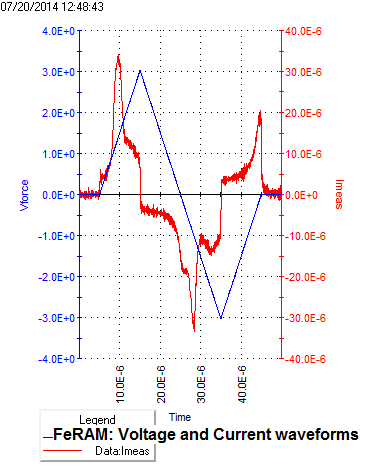 07/20/2014 12:48:43
4.0E+0
3.0E+0
2.0E+0
1.0E+0
0.0E+0
-1.0E+0
-2.0E+0
-3.0E+0
-4.0E+0
Vforce
40.0E-6
30.0E-6
20.0E-6
10.0E-6
0.0E+0
-10.0E-6
-20.0E-6
-30.0E-6
-40.0E-6
Imeas
10.0E-6
20.0E-6
30.0E-6
40.0E-6
Time
Legend
FeRAM: Voltage and Current waveforms
Data:Imeas